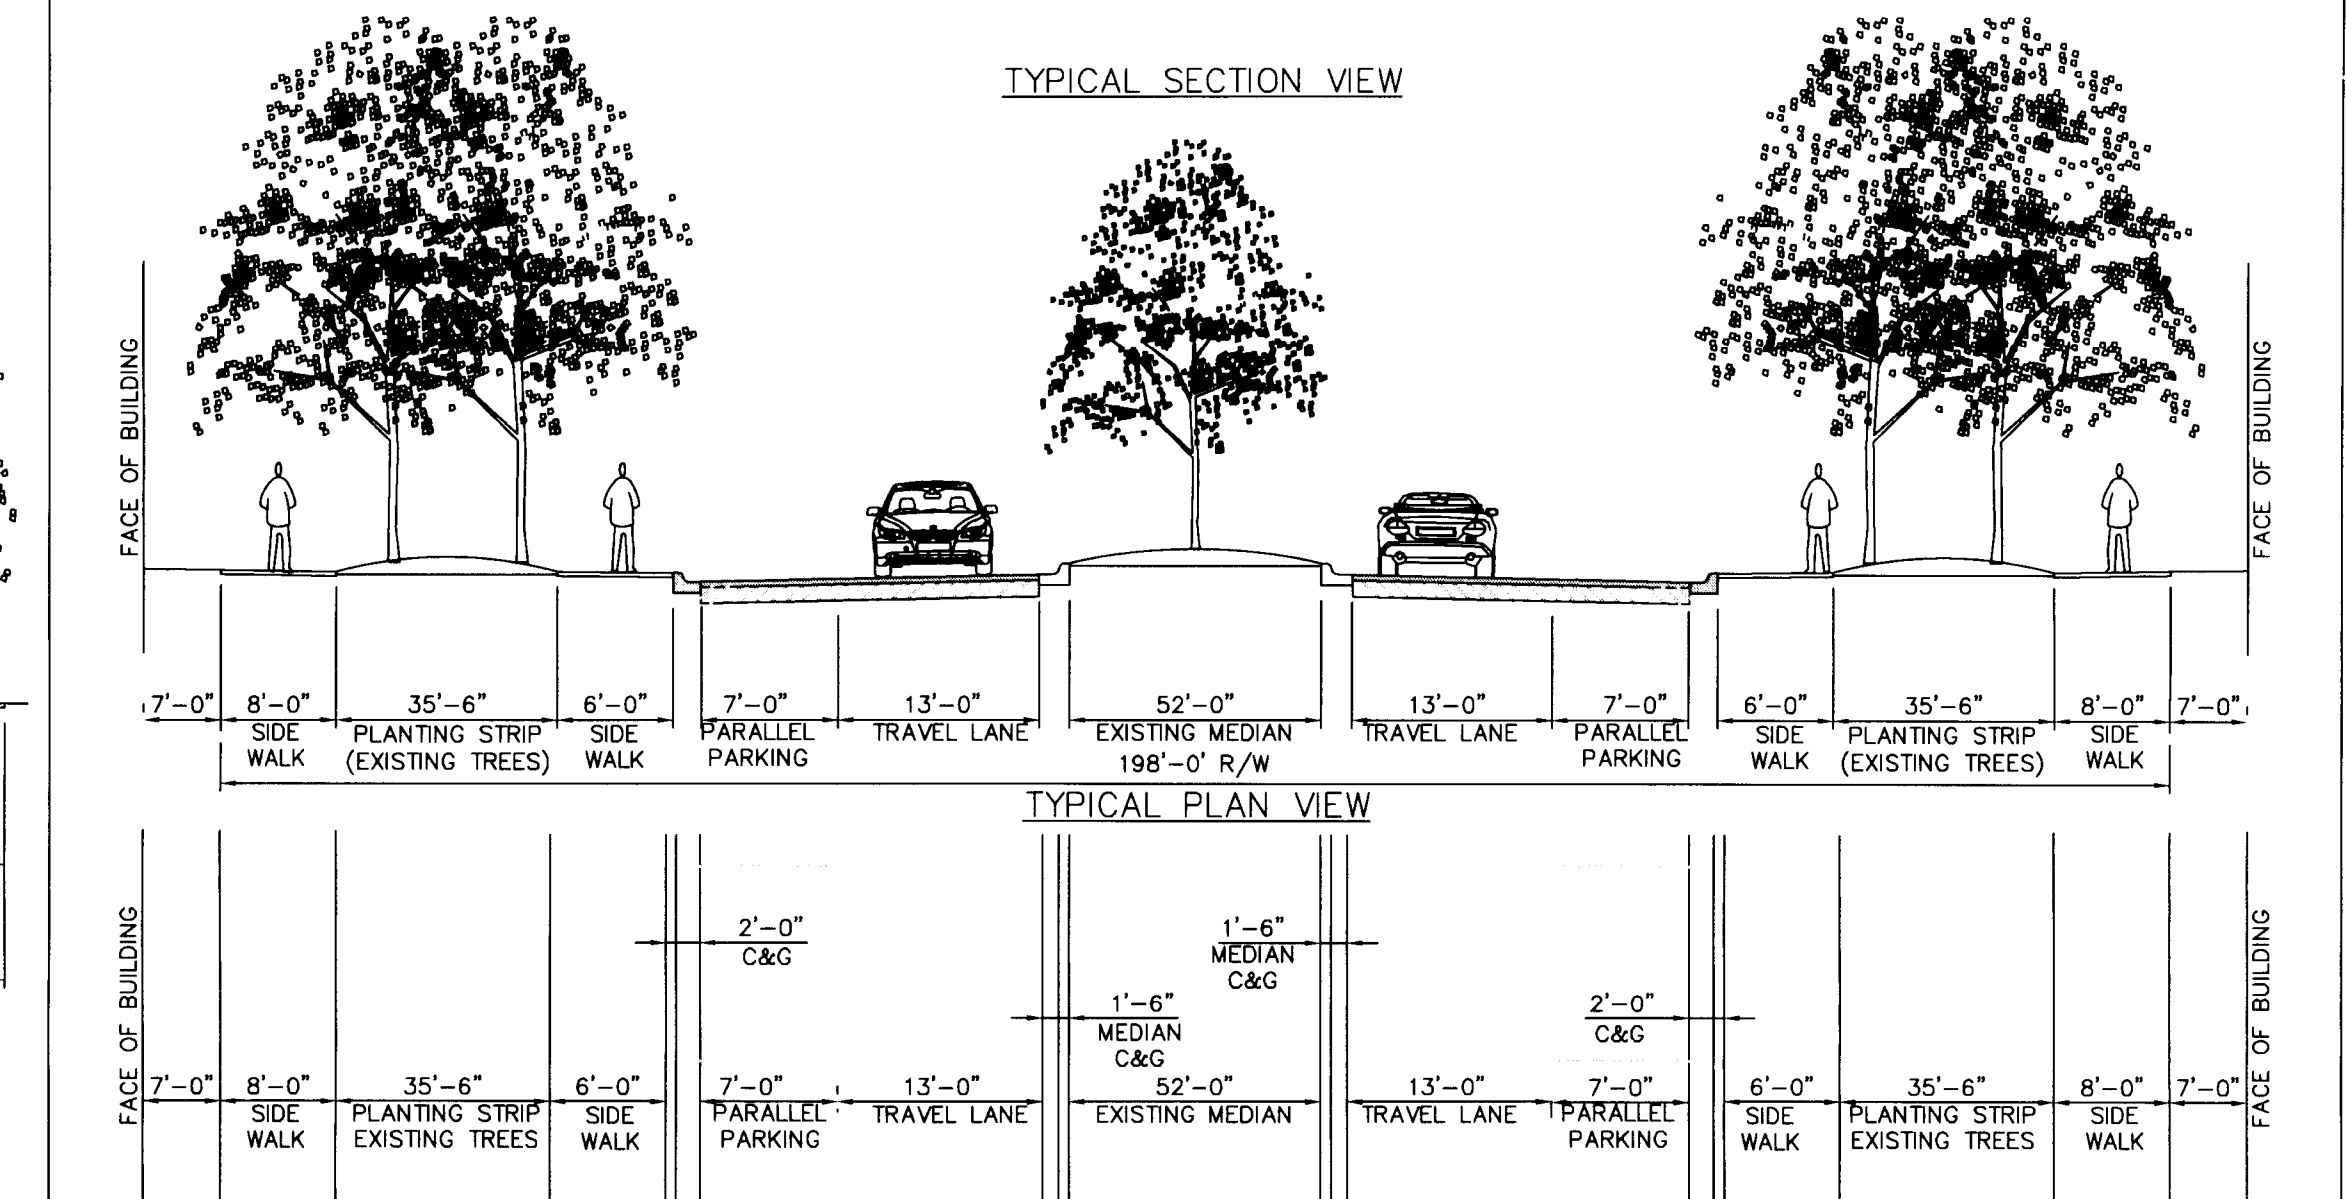 TYPICAL SECTION VIEW
FACE OF BUILDING
FACE OF BUILDING
7'-0" 8'-0" 35'-6" 6'-0" 7'-0" 13'-0" 52'-0" 13'-0" 7'-0" 6'-0" 35'-6" 8'-0" 7'-0"
SIDE PLANTING STRIP SIDE PARALLEL TRAVEL LANE EXISTING MEDIAN TRAVEL LANE PARALLEL SIDE PLANTING STRIP SIDE
WALK (EXISTING TREES) WALK PARKING 198'-0' R/W PARKING WALK (EXISTING TREES) WALK
TYPICAL PLAN VIEW
FACE OF BUILDING
FACE OF BUILDING
2'-0" 1'-6"
C&G MEDIAN
C&G
1'-6" 2'-0"
MEDIAN C&G
C&G
7'-0" 8'-0" 35'-6" 6'-0" 7'-0" 13'-0" 52'-0" 13'-0" 7'-0" 6'-0" 35'-6" 8'-0" 7'-0"
SIDE PLANTING STRIP SIDE PARALLEL TRAVEL LANE EXISTING MEDIAN TRAVEL LANE PARALLEL SIDE PLANTING STRIP SIDE
WALK EXISTING TREES WALK PARKING PARKING WALK EXISTING TREES WALK